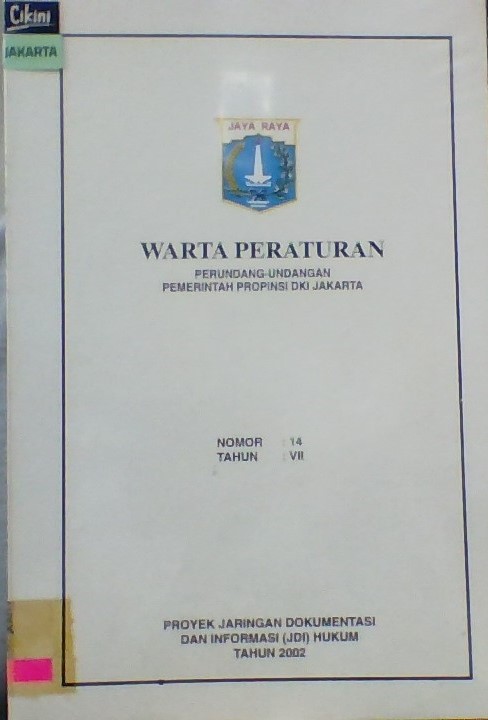 Cikini
JAKARTA
JAYA RAYA
WARTA PERATURAN
PERUNDANG-UNDANGAN
PEMERINTAH PROPINSI DKI JAKARTA
NOMOR : 14
TAHUN : VII
PROYEK JARINGAN DOKUMENTASI
DAN INFORMASI (JDI) HUKUM
TAHUN 2002